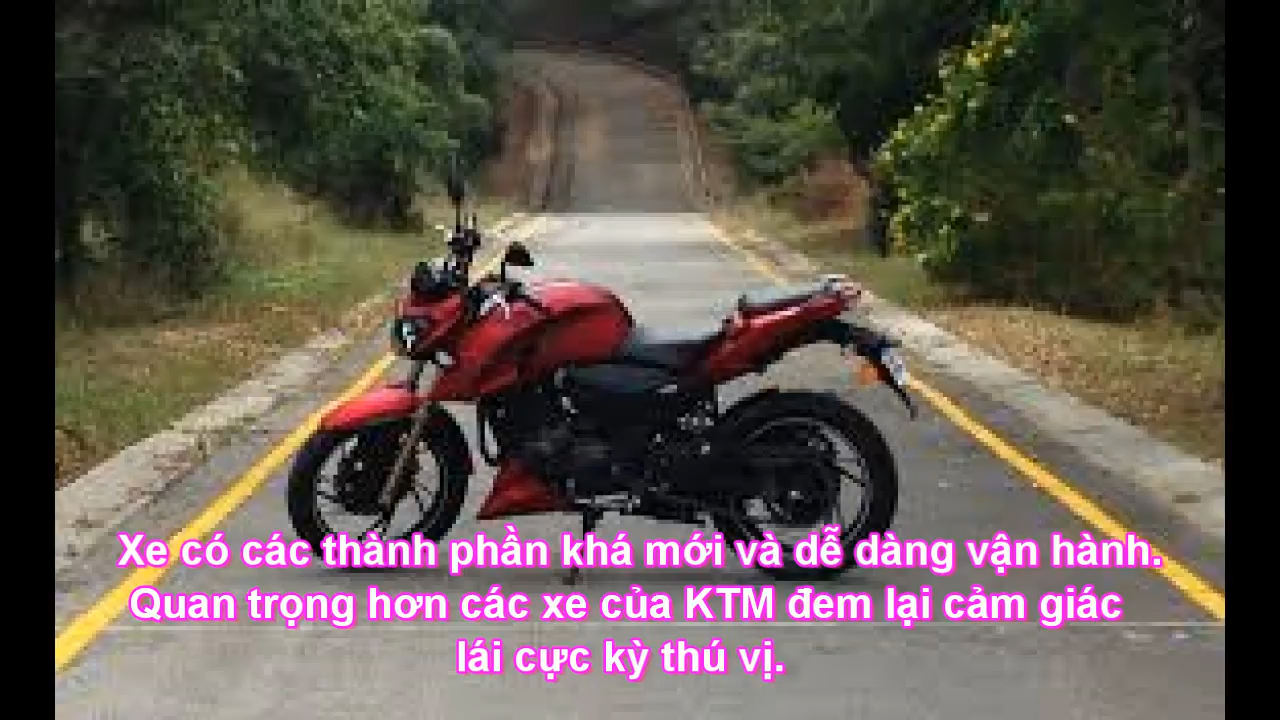 Xe có các thành phần khá mới và dễ dàng vận hành.
Quan trọng hơn các xe của KTM đem lại cảm giác
lái cực kỳ thú vị.